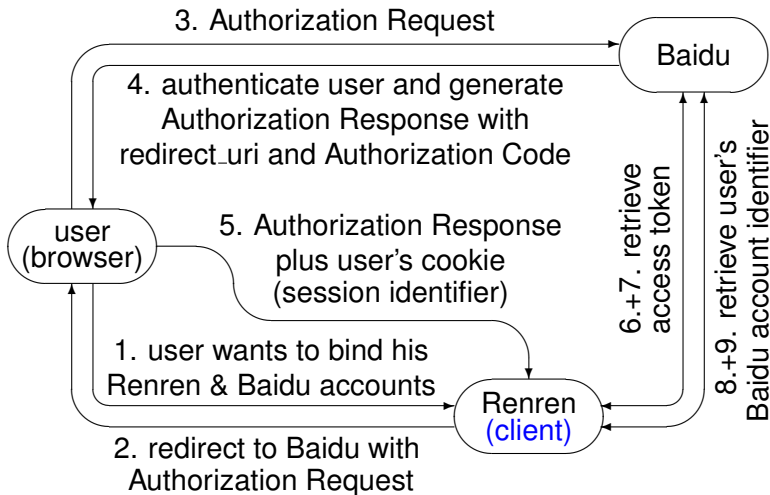 3. Authorization Request
Baidu
4. authenticate user and generate
Authorization Response with
redirect_uri and Authorization Code
user
(browser)
5. Authorization Response
plus user's cookie
(session identifier)
6.+7. retrieve
access token
8.+9. retrieve user's
Baidu account identifier
1. user wants to bind his
Renren & Baidu accounts
Renren
(client)
2. redirect to Baidu with
Authorization Request